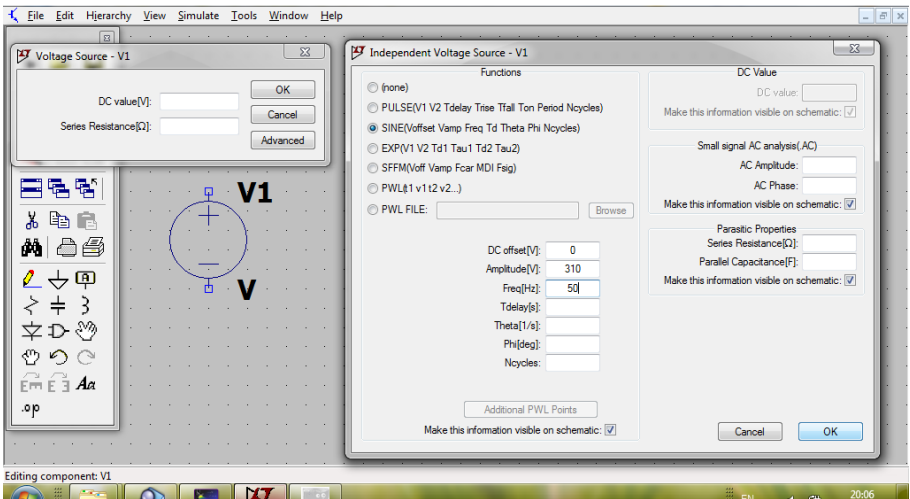 File Edit Hierarchy View Simulate Tools Window Help
Voltage Source - V1
DC value[V]:
Series Resistance[Ω]:
OK
Cancel
Advanced
V1
V
Aa
.op
Independent Voltage Source - V1
Functions
(none)
PULSE(V1 V2 Tdelay Trise Tfall Ton Period Ncycles)
SINE(Voffset Vamp Freq Td Theta Phi Ncycles)
EXP(V1 V2 Td1 Tau1 Td2 Tau2)
SFFM(Voff Vamp Fcar MDI Fsig)
PWL(t1 v1 t2 v2...)
PWL FILE:
Browse
DC offset[V]: 0
Amplitude[V]: 310
Freq[Hz]: 50
Tdelay[s]:
Theta[1/s]:
Phi[deg]:
Ncycles:
Additional PWL Points
Make this information visible on schematic:
DC Value
DC value:
Make this information visible on schematic:
Small signal AC analysis(.AC)
AC Amplitude:
AC Phase:
Make this information visible on schematic:
Parasitic Properties
Series Resistance[Ω]:
Parallel Capacitance[F]:
Make this information visible on schematic:
Cancel
OK
Editing component: V1
EN
20:06